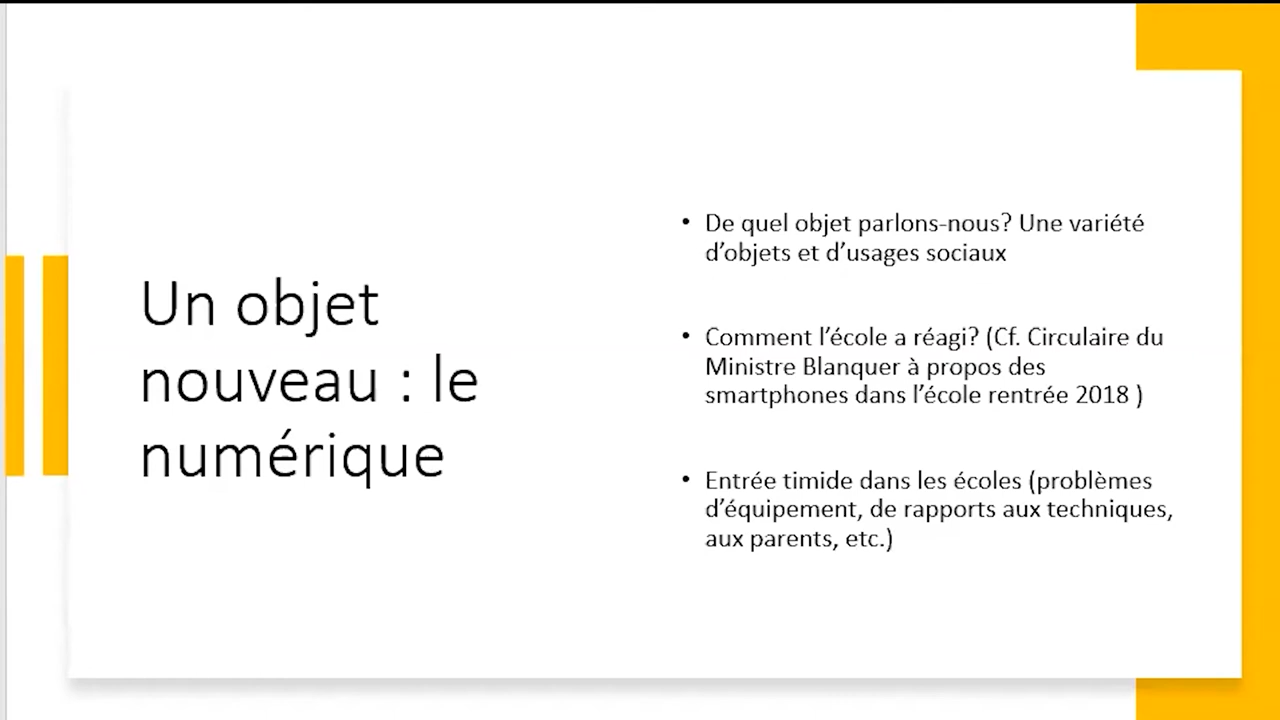 Un objet
nouveau : le
numérique
• De quel objet parlons-nous? Une variété
d’objets et d’usages sociaux
• Comment l’école a réagi? (Cf. Circulaire du
Ministre Blanquer à propos des
smartphones dans l’école rentrée 2018 )
• Entrée timide dans les écoles (problèmes
d’équipement, de rapports aux techniques,
aux parents, etc.)